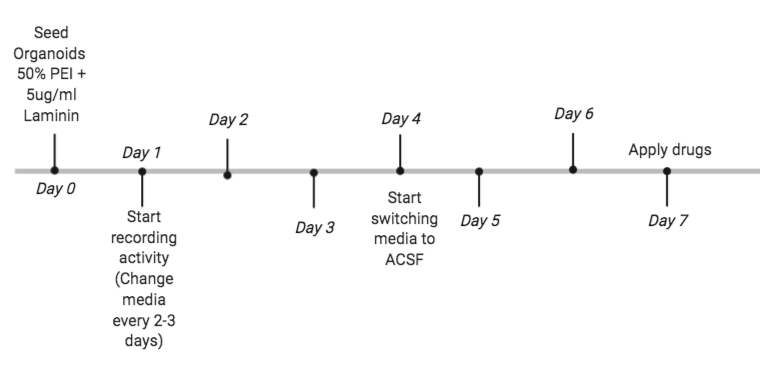 Seed
Organoids
50% PEI +
5ug/ml
Laminin
Day 0
Day 1
Start
recording
activity
(Change
media
every 2-3
days)
Day 2
Day 3
Day 4
Start
switching
media to
ACSF
Day 5
Day 6
Apply drugs
Day 7